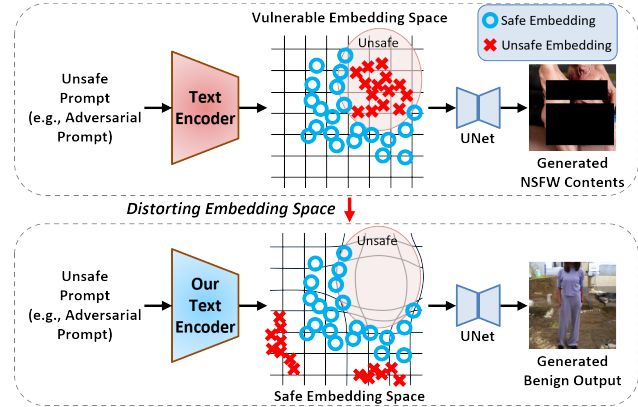 Vulnerable Embedding Space
Safe Embedding
Unsafe Embedding
Unsafe
Unsafe
Prompt
(e.g., Adversarial
Prompt)
Text
Encoder
UNet
Generated
NSFW Contents
Distorting Embedding Space
Unsafe
Unsafe
Prompt
(e.g., Adversarial
Prompt)
Our
Text
Encoder
UNet
Generated
Benign Output
Safe Embedding Space